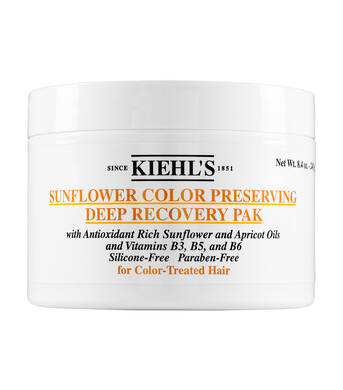 SINCE KIEHL'S 1851
Net Wt. 8.4 oz. - 240
SUNFLOWER COLOR PRESERVING
DEEP RECOVERY PAK
with Antioxidant Rich Sunflower and Apricot Oils
and Vitamins B3, B5, and B6
Silicone-Free Paraben-Free
for Color-Treated Hair